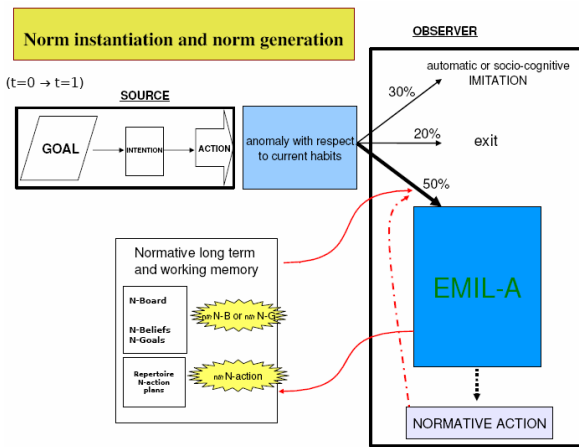 Norm instantiation and norm generation
OBSERVER
(t=0 → t=1)
SOURCE
automatic or socio-cognitive
IMITATION
30%
GOAL
INTENTION
ACTION
anomaly with respect
to current habits
20%
exit
50%
Normative long term
and working memory
N-Board
N-Beliefs
N-Goals
nth N-B or nth N-G
EMIL-A
Repertoire
N-action
plans
nth N-action
NORMATIVE ACTION